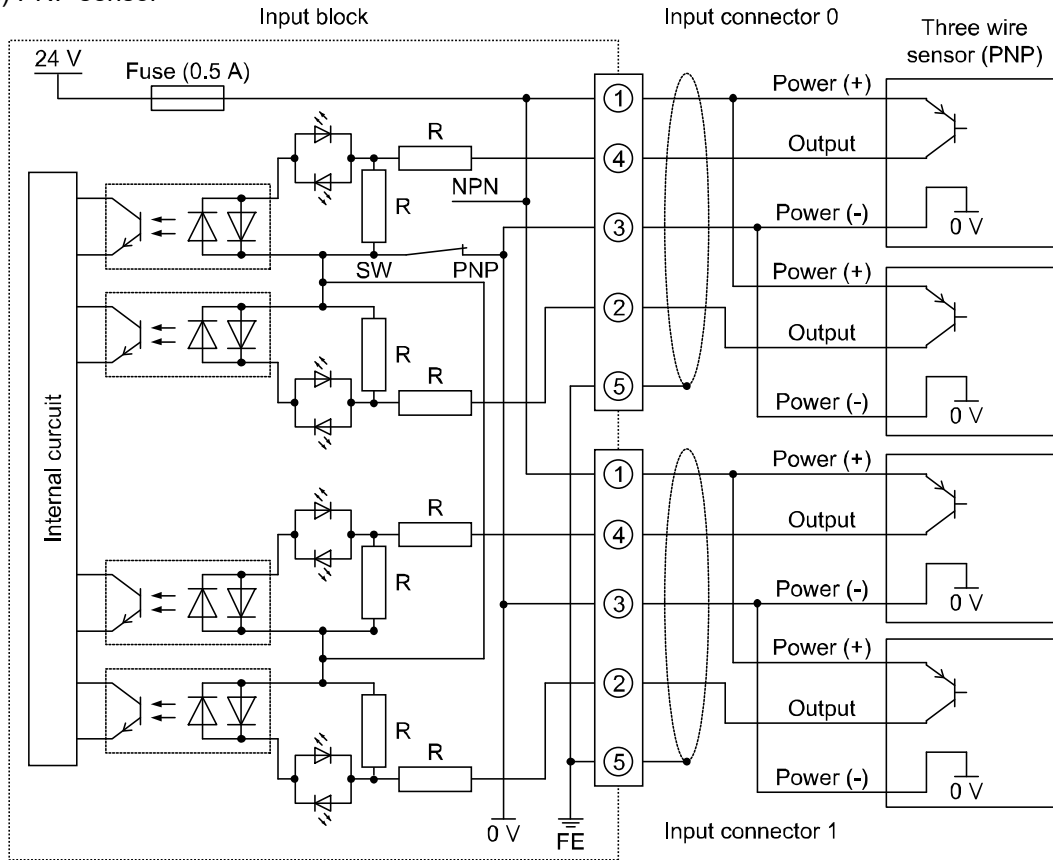 Input block
Input connector 0
Three wire
sensor (PNP)
24 V
Fuse (0.5 A)
1
Power (+)
R
4
Output
NPN
R
3
Power (-)
0 V
SW
PNP
Power (+)
2
Output
R
R
5
Power (-)
0 V
Internal curcuit
1
Power (+)
R
4
Output
R
3
Power (-)
0 V
Power (+)
2
Output
R
R
5
Power (-)
0 V
0 V
FE
Input connector 1